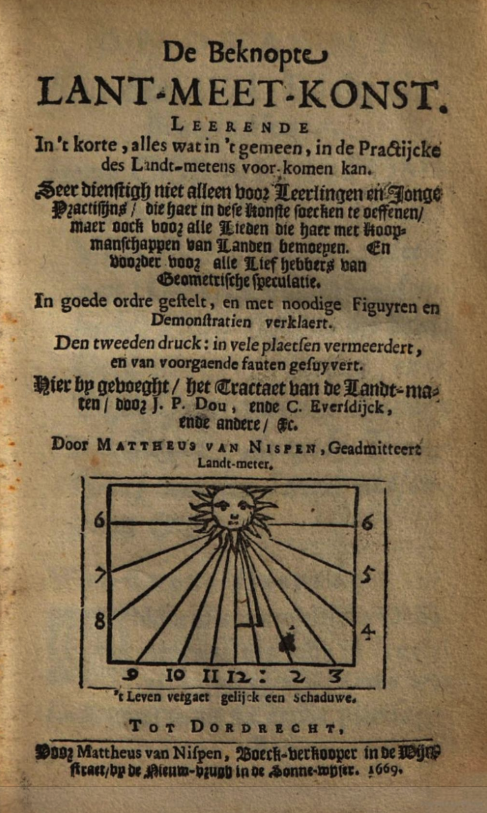 De Beknopte
LANT-MEET-KONST.
LEERENDE
In 't korte, alles wat in 't gemeen, in de Practijcke
des Landt-metens voor komen kan.
Seer dienstigh niet alleen voor Leerlingen en Jonge
Practisijns / die haer in dese Konste soecken te oeffenen /
maer oock voor alle Lieden die haer met Koop-
manschappen van Landen bemoeyen. En
voorder voor alle Lief hebbers van
Geometrische speculatie.
In goede ordre gestelt, en met noodige Figuyren en
Demonstratien verklaert.
Den tweeden druck: in vele plaetsen vermeerdert,
en van voorgaende fauten gesuyvert.
Hier by gevoeght / het Tractaet van de Landt-ma-
ten / door J. P. Dou, ende C. Eversdijck,
ende andere / &c.
Door MATTHEUS VAN NISPEN, Geadmitteert
Landt-meter.
6 6
7 5
8 4
9 10 11 12 : 2 3
't Leven vergaet gelijck een Schaduwe.
TOT DORDRECHT,
Voor Mattheus van Nispen, Boeck-verkooper in de Wijn-
straet / by de Nieuw-brugh in de Sonne-wyser. 1669.